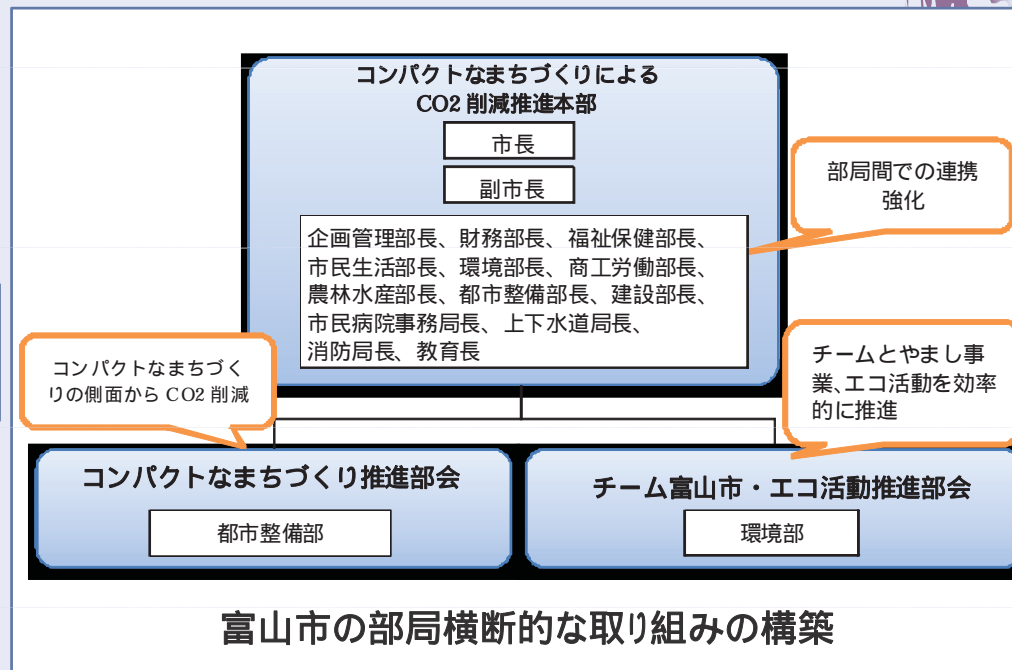 コンパクトなまちづくりによる
CO2 削減推進本部
市長
副市長
企画管理部長、財務部長、福祉保健部長、
市民生活部長、環境部長、商工労働部長、
農林水産部長、都市整備部長、建設部長、
市民病院事務局長、上下水道局長、
消防局長、教育長
部局間での連携
強化
コンパクトなまちづく
りの側面から CO2 削減
チームとやまし事
業、エコ活動を効率
的に推進
コンパクトなまちづくり推進部会
都市整備部
チーム富山市・エコ活動推進部会
環境部
富山市の部局横断的な取り組みの構築